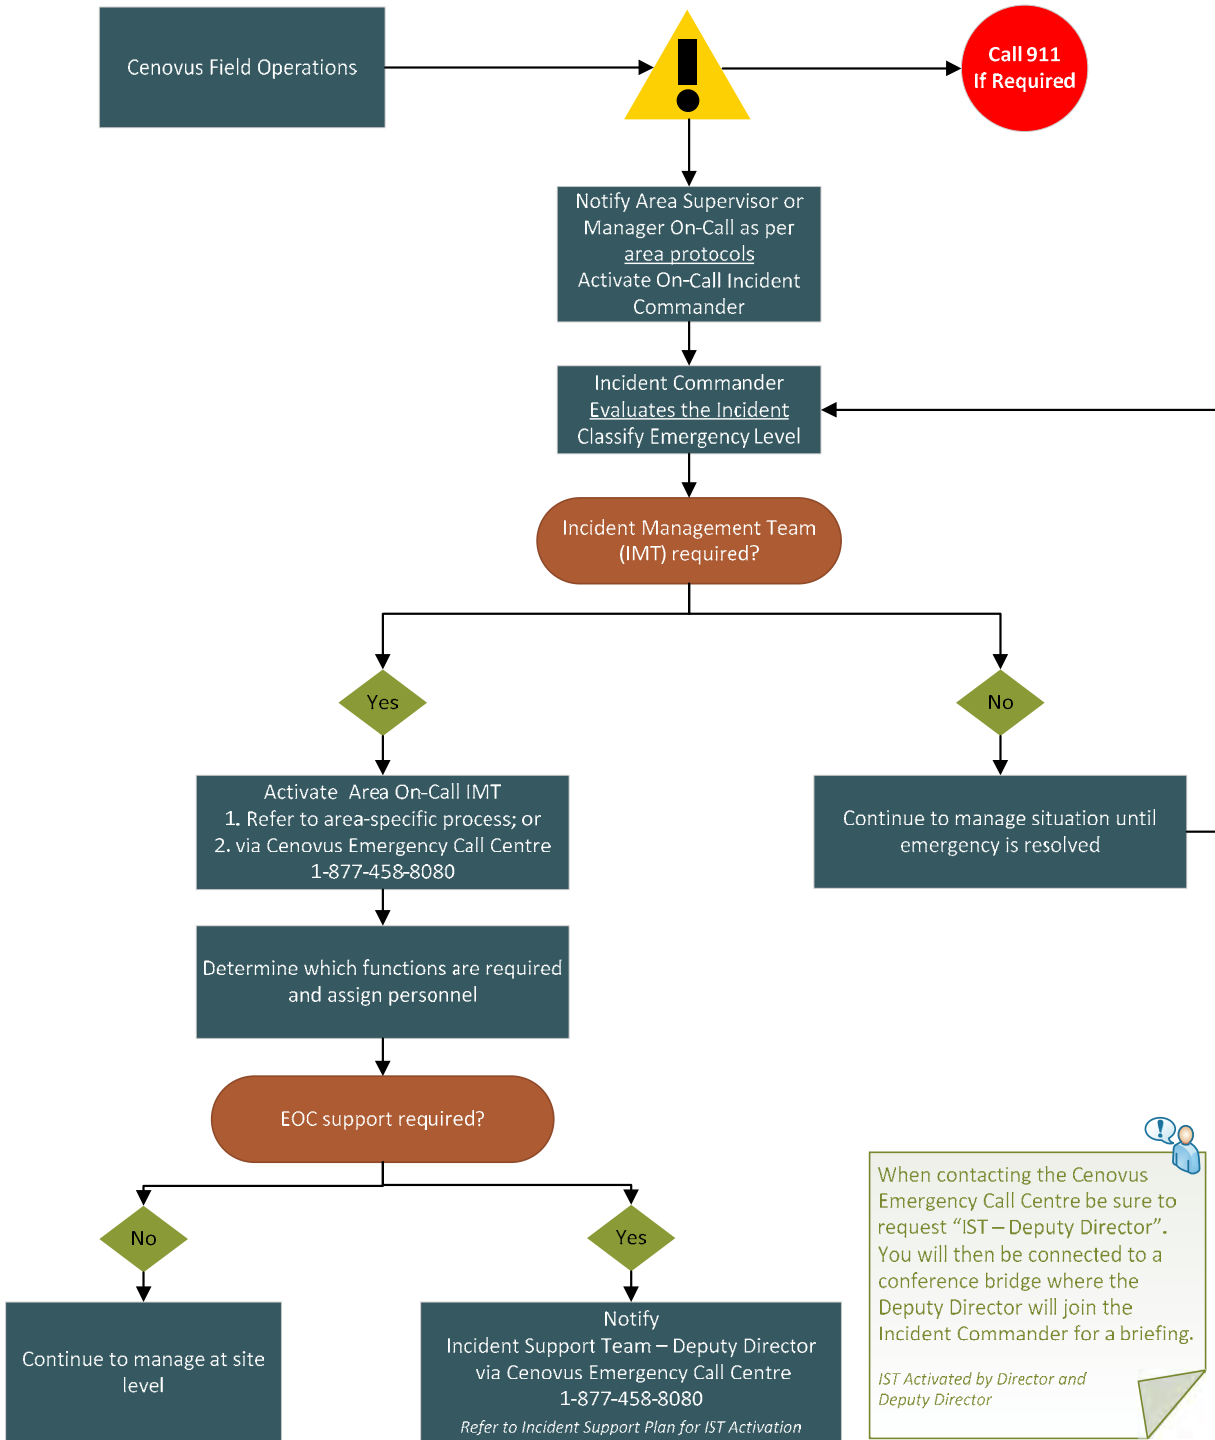 Cenovus Field Operations
Call 911
If Required
Notify Area Supervisor or
Manager On-Call as per
area protocols
Activate On-Call Incident
Commander
Incident Commander
Evaluates the Incident
Classify Emergency Level
Incident Management Team
(IMT) required?
Yes
No
Activate Area On-Call IMT
1. Refer to area-specific process; or
2. via Cenovus Emergency Call Centre
1-877-458-8080
Continue to manage situation until
emergency is resolved
Determine which functions are required
and assign personnel
EOC support required?
No
Yes
Continue to manage at site
level
Notify
Incident Support Team – Deputy Director
via Cenovus Emergency Call Centre
1-877-458-8080
Refer to Incident Support Plan for IST Activation
When contacting the Cenovus
Emergency Call Centre be sure to
request “IST – Deputy Director”.
You will then be connected to a
conference bridge where the
Deputy Director will join the
Incident Commander for a briefing.
IST Activated by Director and
Deputy Director